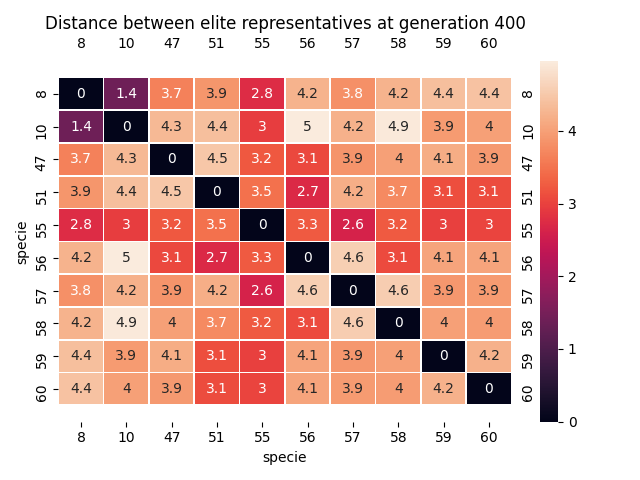 Distance between elite representatives at generation 400
8 10 47 51 55 56 57 58 59 60
8 0 1.4 3.7 3.9 2.8 4.2 3.8 4.2 4.4 4.4 8
10 1.4 0 4.3 4.4 3 5 4.2 4.9 3.9 4 10
47 3.7 4.3 0 4.5 3.2 3.1 3.9 4 4.1 3.9 47
51 3.9 4.4 4.5 0 3.5 2.7 4.2 3.7 3.1 3.1 51
55 2.8 3 3.2 3.5 0 3.3 2.6 3.2 3 3 55
56 4.2 5 3.1 2.7 3.3 0 4.6 3.1 4.1 4.1 56
57 3.8 4.2 3.9 4.2 2.6 4.6 0 4.6 3.9 3.9 57
58 4.2 4.9 4 3.7 3.2 3.1 4.6 0 4 4 58
59 4.4 3.9 4.1 3.1 3 4.1 3.9 4 0 4.2 59
60 4.4 4 3.9 3.1 3 4.1 3.9 4 4.2 0 60
8 10 47 51 55 56 57 58 59 60
specie
specie
4
3
2
1
0